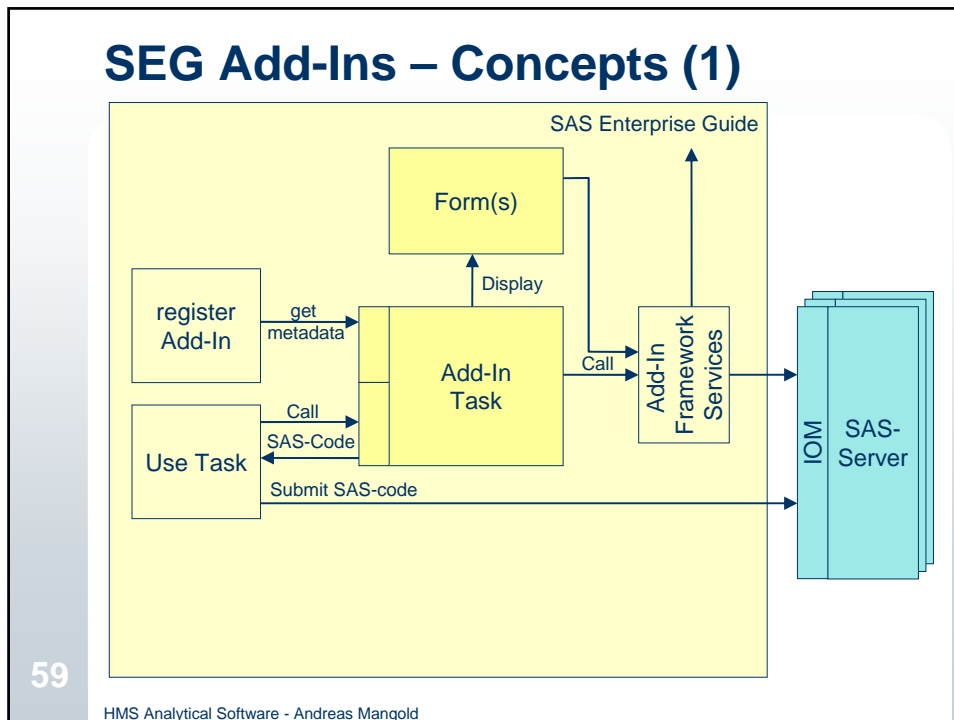 SEG Add-Ins – Concepts (1)
SAS Enterprise Guide
Form(s)
Display
register
Add-In
get
metadata
Add-In
Task
Call
Add-In
Framework
Services
Call
SAS-Code
Use Task
Submit SAS-code
IOM
SAS-
Server
59
HMS Analytical Software - Andreas Mangold